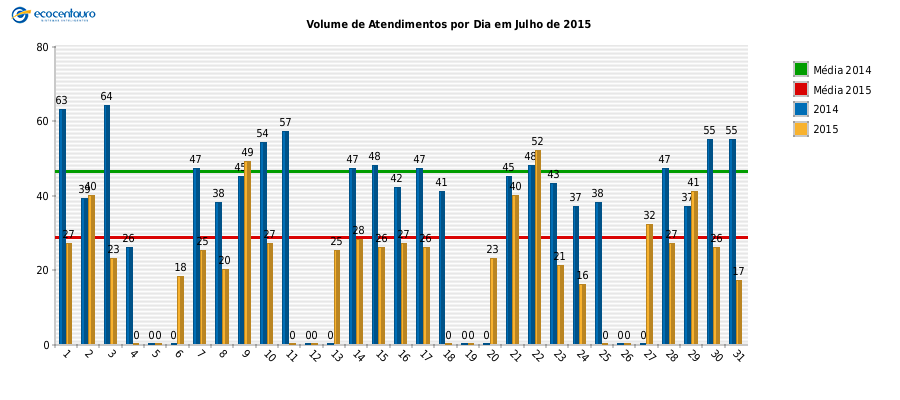 ecocentauro
Volume de Atendimentos por Dia em Julho de 2015
80
60
40
20
0
63 27 39 40 64 23 26 0 0 0 0 18 47 25 38 20 45 49 54 27 57 0 0 0 0 25 47 28 48 26 42 27 47 26 41 0 0 0 0 23 45 40 48 52 43 21 37 16 38 0 0 0 0 32 47 27 37 41 55 26 55 17
1 2 3 4 5 6 7 8 9 10 11 12 13 14 15 16 17 18 19 20 21 22 23 24 25 26 27 28 29 30 31
Média 2014
Média 2015
2014
2015